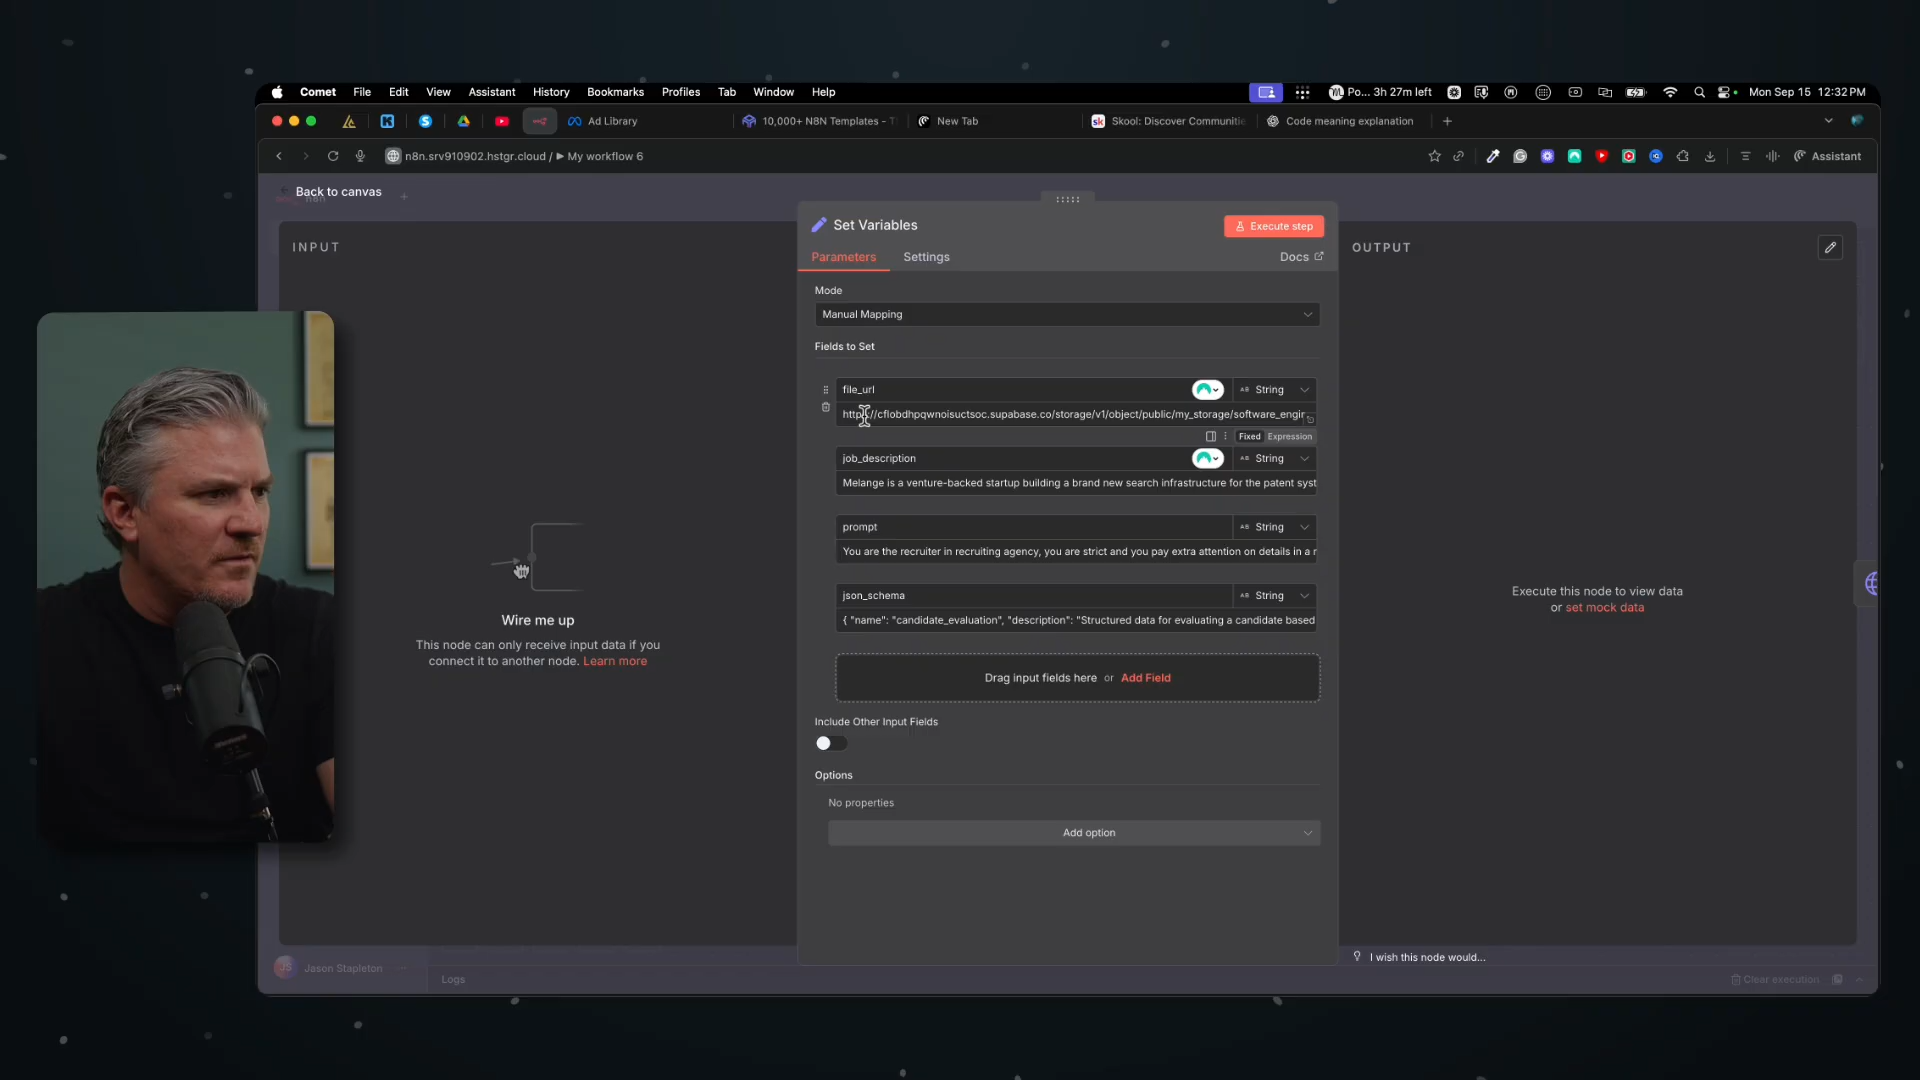 Comet File Edit View Assistant History Bookmarks Profiles Tab Window Help
Po... 3h 27m left
Mon Sep 15 12:32 PM
Ad Library
10,000+ N8N Templates - T
New Tab
Skool: Discover Communitie
Code meaning explanation
n8n.srv910902.hstgr.cloud / ▶ My workflow 6
Assistant
Back to canvas
n8n
INPUT
Set Variables
Execute step
OUTPUT
Parameters
Settings
Docs
Mode
Manual Mapping
Fields to Set
file_url
String
https://cflobdhpqwnoisuctsoc.supabase.co/storage/v1/object/public/my_storage/software_engir
Fixed Expression
job_description
String
Melange is a venture-backed startup building a brand new search infrastructure for the patent syst
prompt
String
You are the recruiter in recruiting agency, you are strict and you pay extra attention on details in a r
json_schema
String
{ "name": "candidate_evaluation", "description": "Structured data for evaluating a candidate based
Wire me up
This node can only receive input data if you
connect it to another node. Learn more
Execute this node to view data
or set mock data
Drag input fields here or Add Field
Include Other Input Fields
Options
No properties
Add option
I wish this node would...
JS
Jason Stapleton
Logs
Clear execution